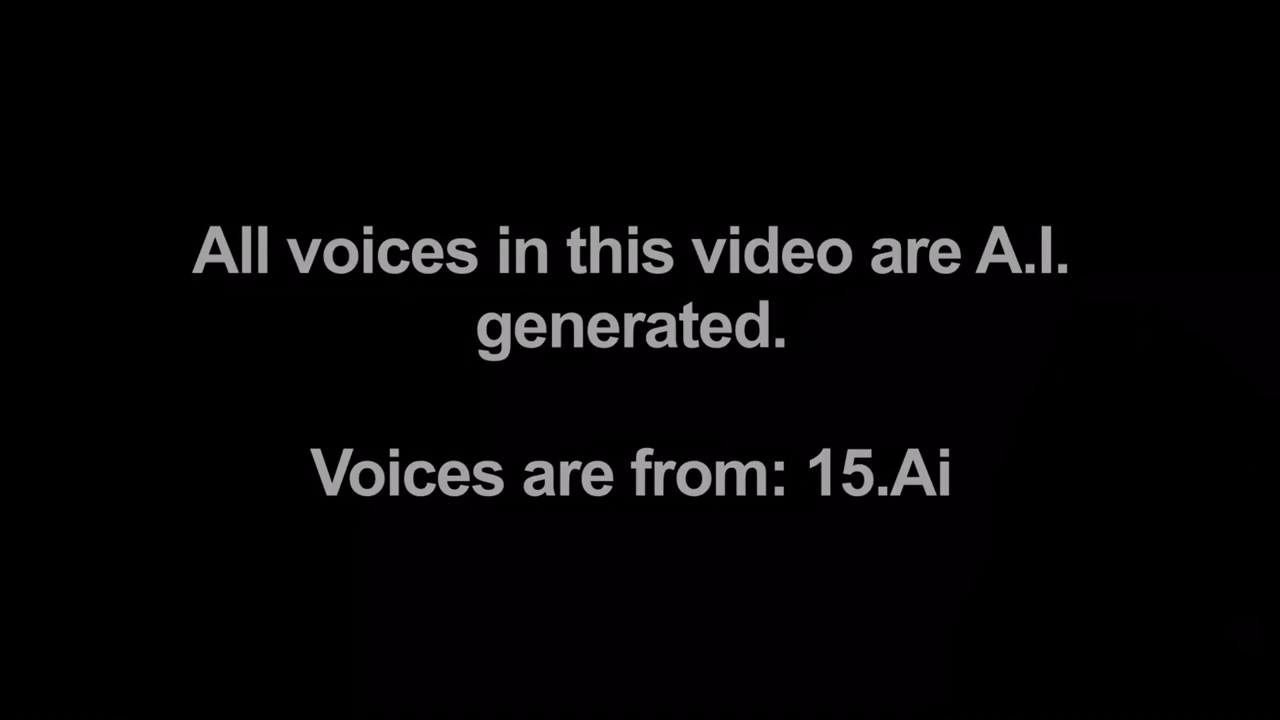 All voices in this video are A.I.
generated.
Voices are from: 15.Ai